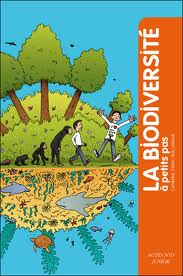 LA BIODIVERSITÉ
à petits pas
ACTES SUD
JUNIOR